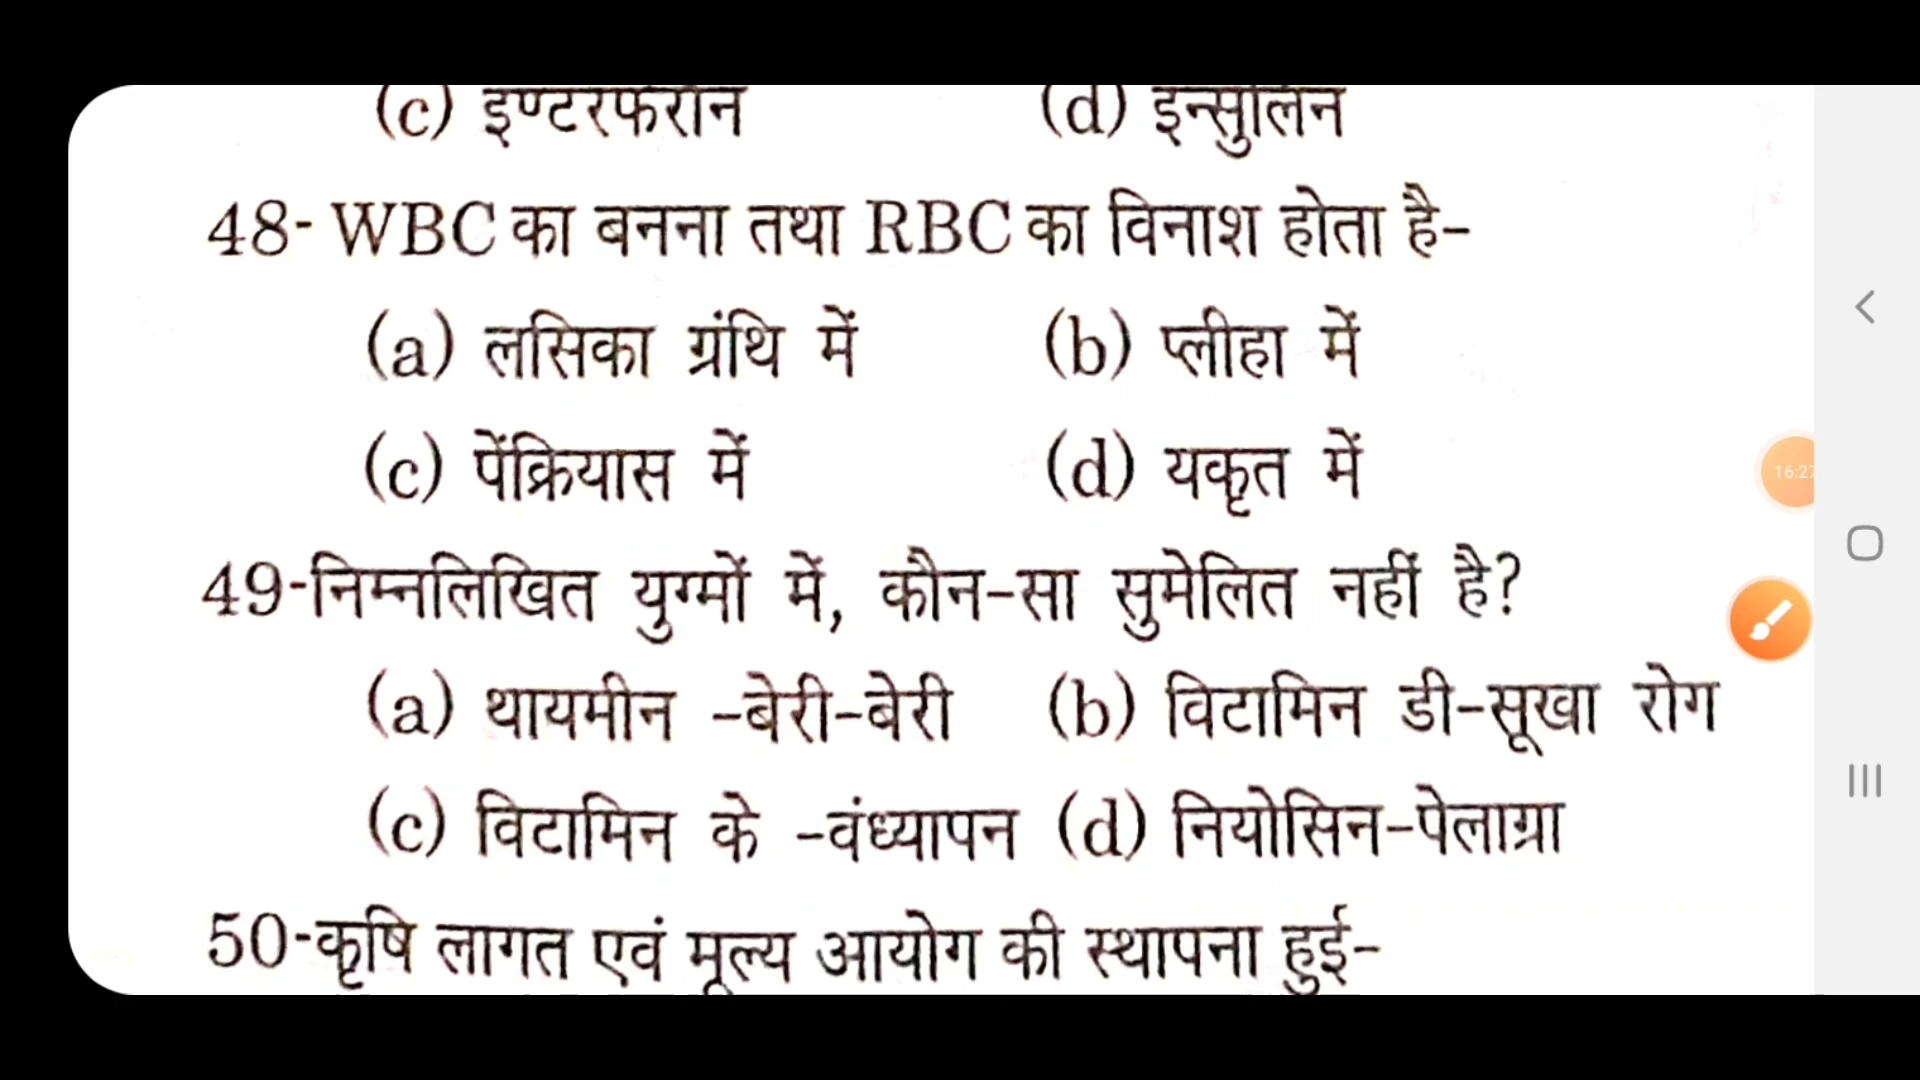 (c) इण्टरफेरॉन (d) इन्सुलिन
48- WBC का बनना तथा RBC का विनाश होता है-
(a) लसिका ग्रंथि में (b) प्लीहा में
(c) पेंक्रियास में (d) यकृत में
49-निम्नलिखित युग्मों में, कौन-सा सुमेलित नहीं है?
(a) थायमीन -बेरी-बेरी (b) विटामिन डी-सूखा रोग
(c) विटामिन के -वंध्यापन (d) नियोसिन-पेलाग्रा
50-कृषि लागत एवं मूल्य आयोग की स्थापना हुई-